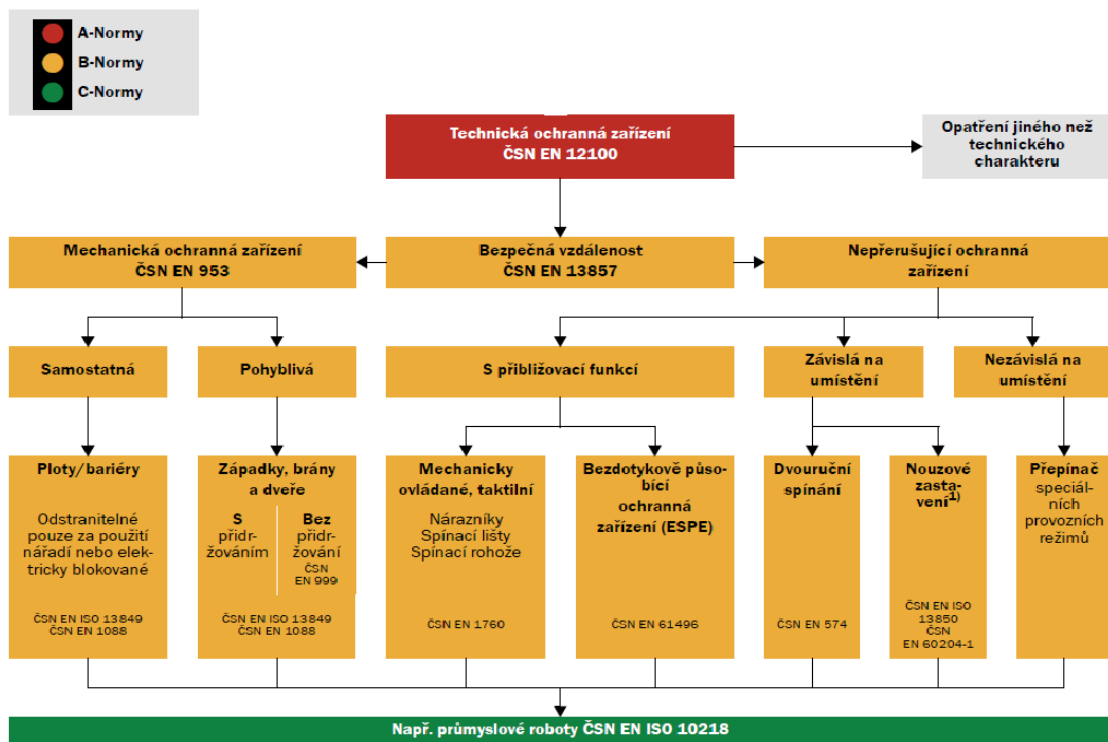 A-Normy
B-Normy
C-Normy
Technická ochranná zařízení
ČSN EN 12100
Opatření jiného než
technického
charakteru
Mechanická ochranná zařízení
ČSN EN 953
Bezpečná vzdálenost
ČSN EN 13857
Nepřerušující ochranná
zařízení
Samostatná
Pohyblivá
S přibližovací funkcí
Závislá na
umístění
Nezávislá na
umístění
Ploty/bariéry
Odstranitelné
pouze za použití
nářadí nebo elek-
tricky blokované
ČSN EN ISO 13849
ČSN EN 1088
Západky, brány
a dveře
S
přidr-
žováním
Bez
přidr-
žování
ČSN
EN 999
ČSN EN ISO 13849
ČSN EN 1088
Mechanicky
ovládané, taktilní
Nárazníky
Spínací lišty
Spínací rohože
ČSN EN 1760
Bezdotykově půso-
bící
ochranná
zařízení (ESPE)
ČSN EN 61496
Dvouruční
spínání
ČSN EN 574
Nouzové
zasta-
vení1)
ČSN EN ISO
13850
ČSN
EN 60204-1
Přepínač
speciál-
ních
provozních
režimů
Např. průmyslové roboty ČSN EN ISO 10218